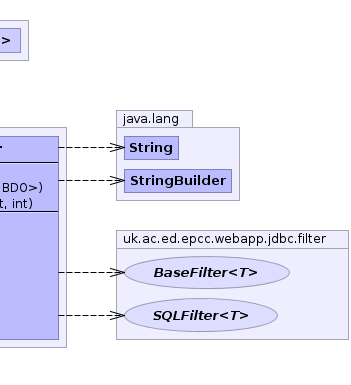 >
java.lang
String
StringBuilder
BDO>)
t, int)
uk.ac.ed.epcc.webapp.jdbc.filter
BaseFilter<T>
SQLFilter<T>